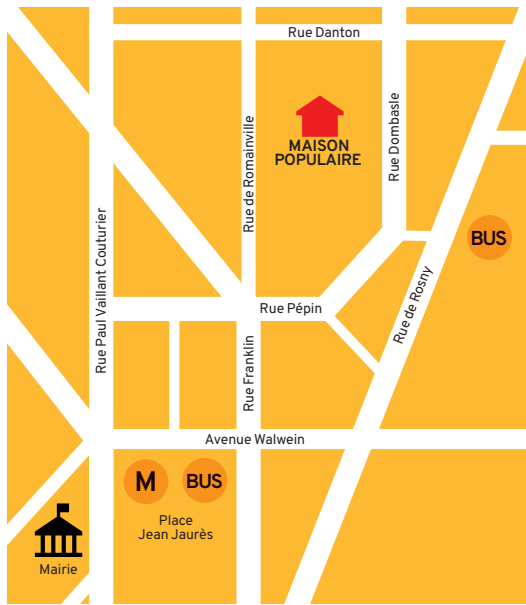 Rue Danton
MAISON
POPULAIRE
Rue de Romainville
Rue Dombasle
BUS
Rue Paul Vaillant Couturier
Rue Pépin
Rue de Rosny
Rue Franklin
Avenue Walwein
M
BUS
Place
Jean Jaurès
Mairie